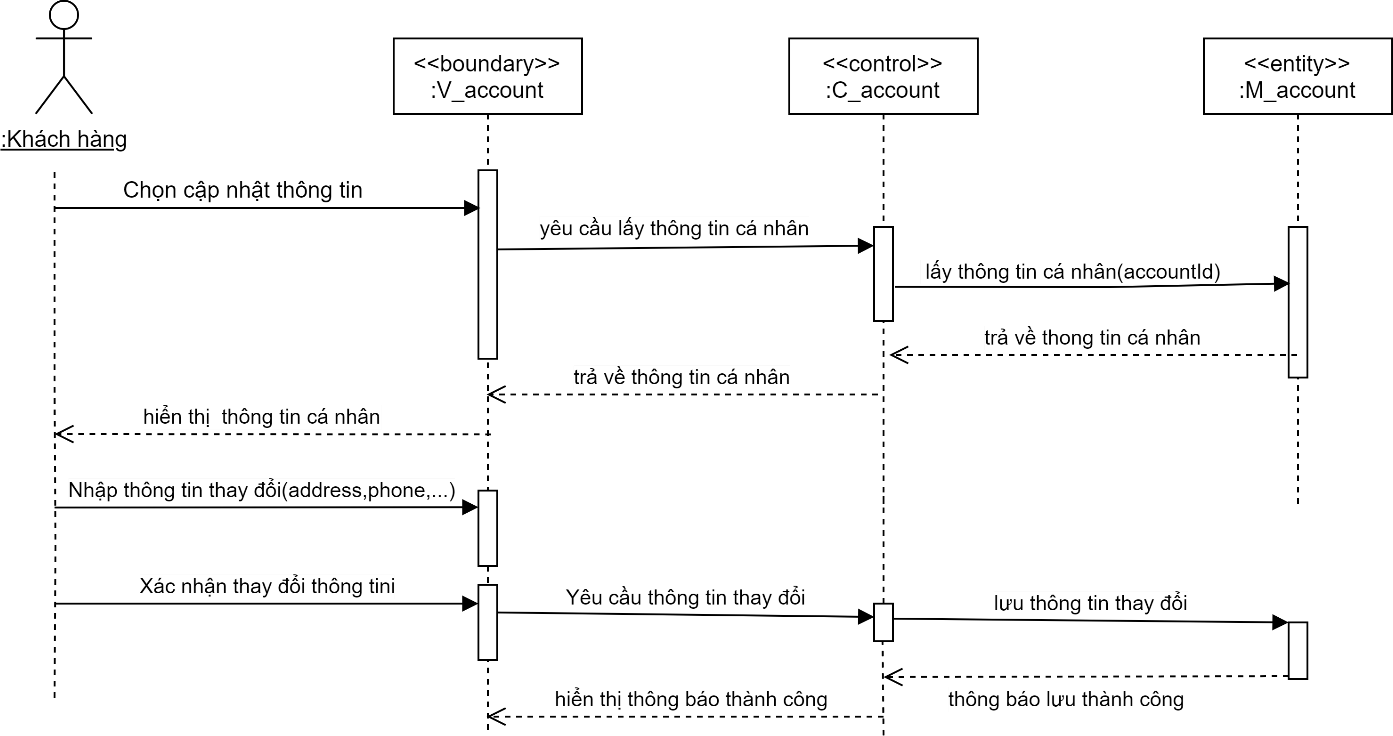 <<boundary>>
:V_account
<<control>>
:C_account
<<entity>>
:M_account
:Khách hàng
Chọn cập nhật thông tin
yêu cầu lấy thông tin cá nhân
lấy thông tin cá nhân(accountId)
trả về thong tin cá nhân
trả về thông tin cá nhân
hiển thị  thông tin cá nhân
Nhập thông tin thay đổi(address,phone,...)
Xác nhận thay đổi thông tini
Yêu cầu thông tin thay đổi
lưu thông tin thay đổi
thông báo lưu thành công
hiển thị thông báo thành công